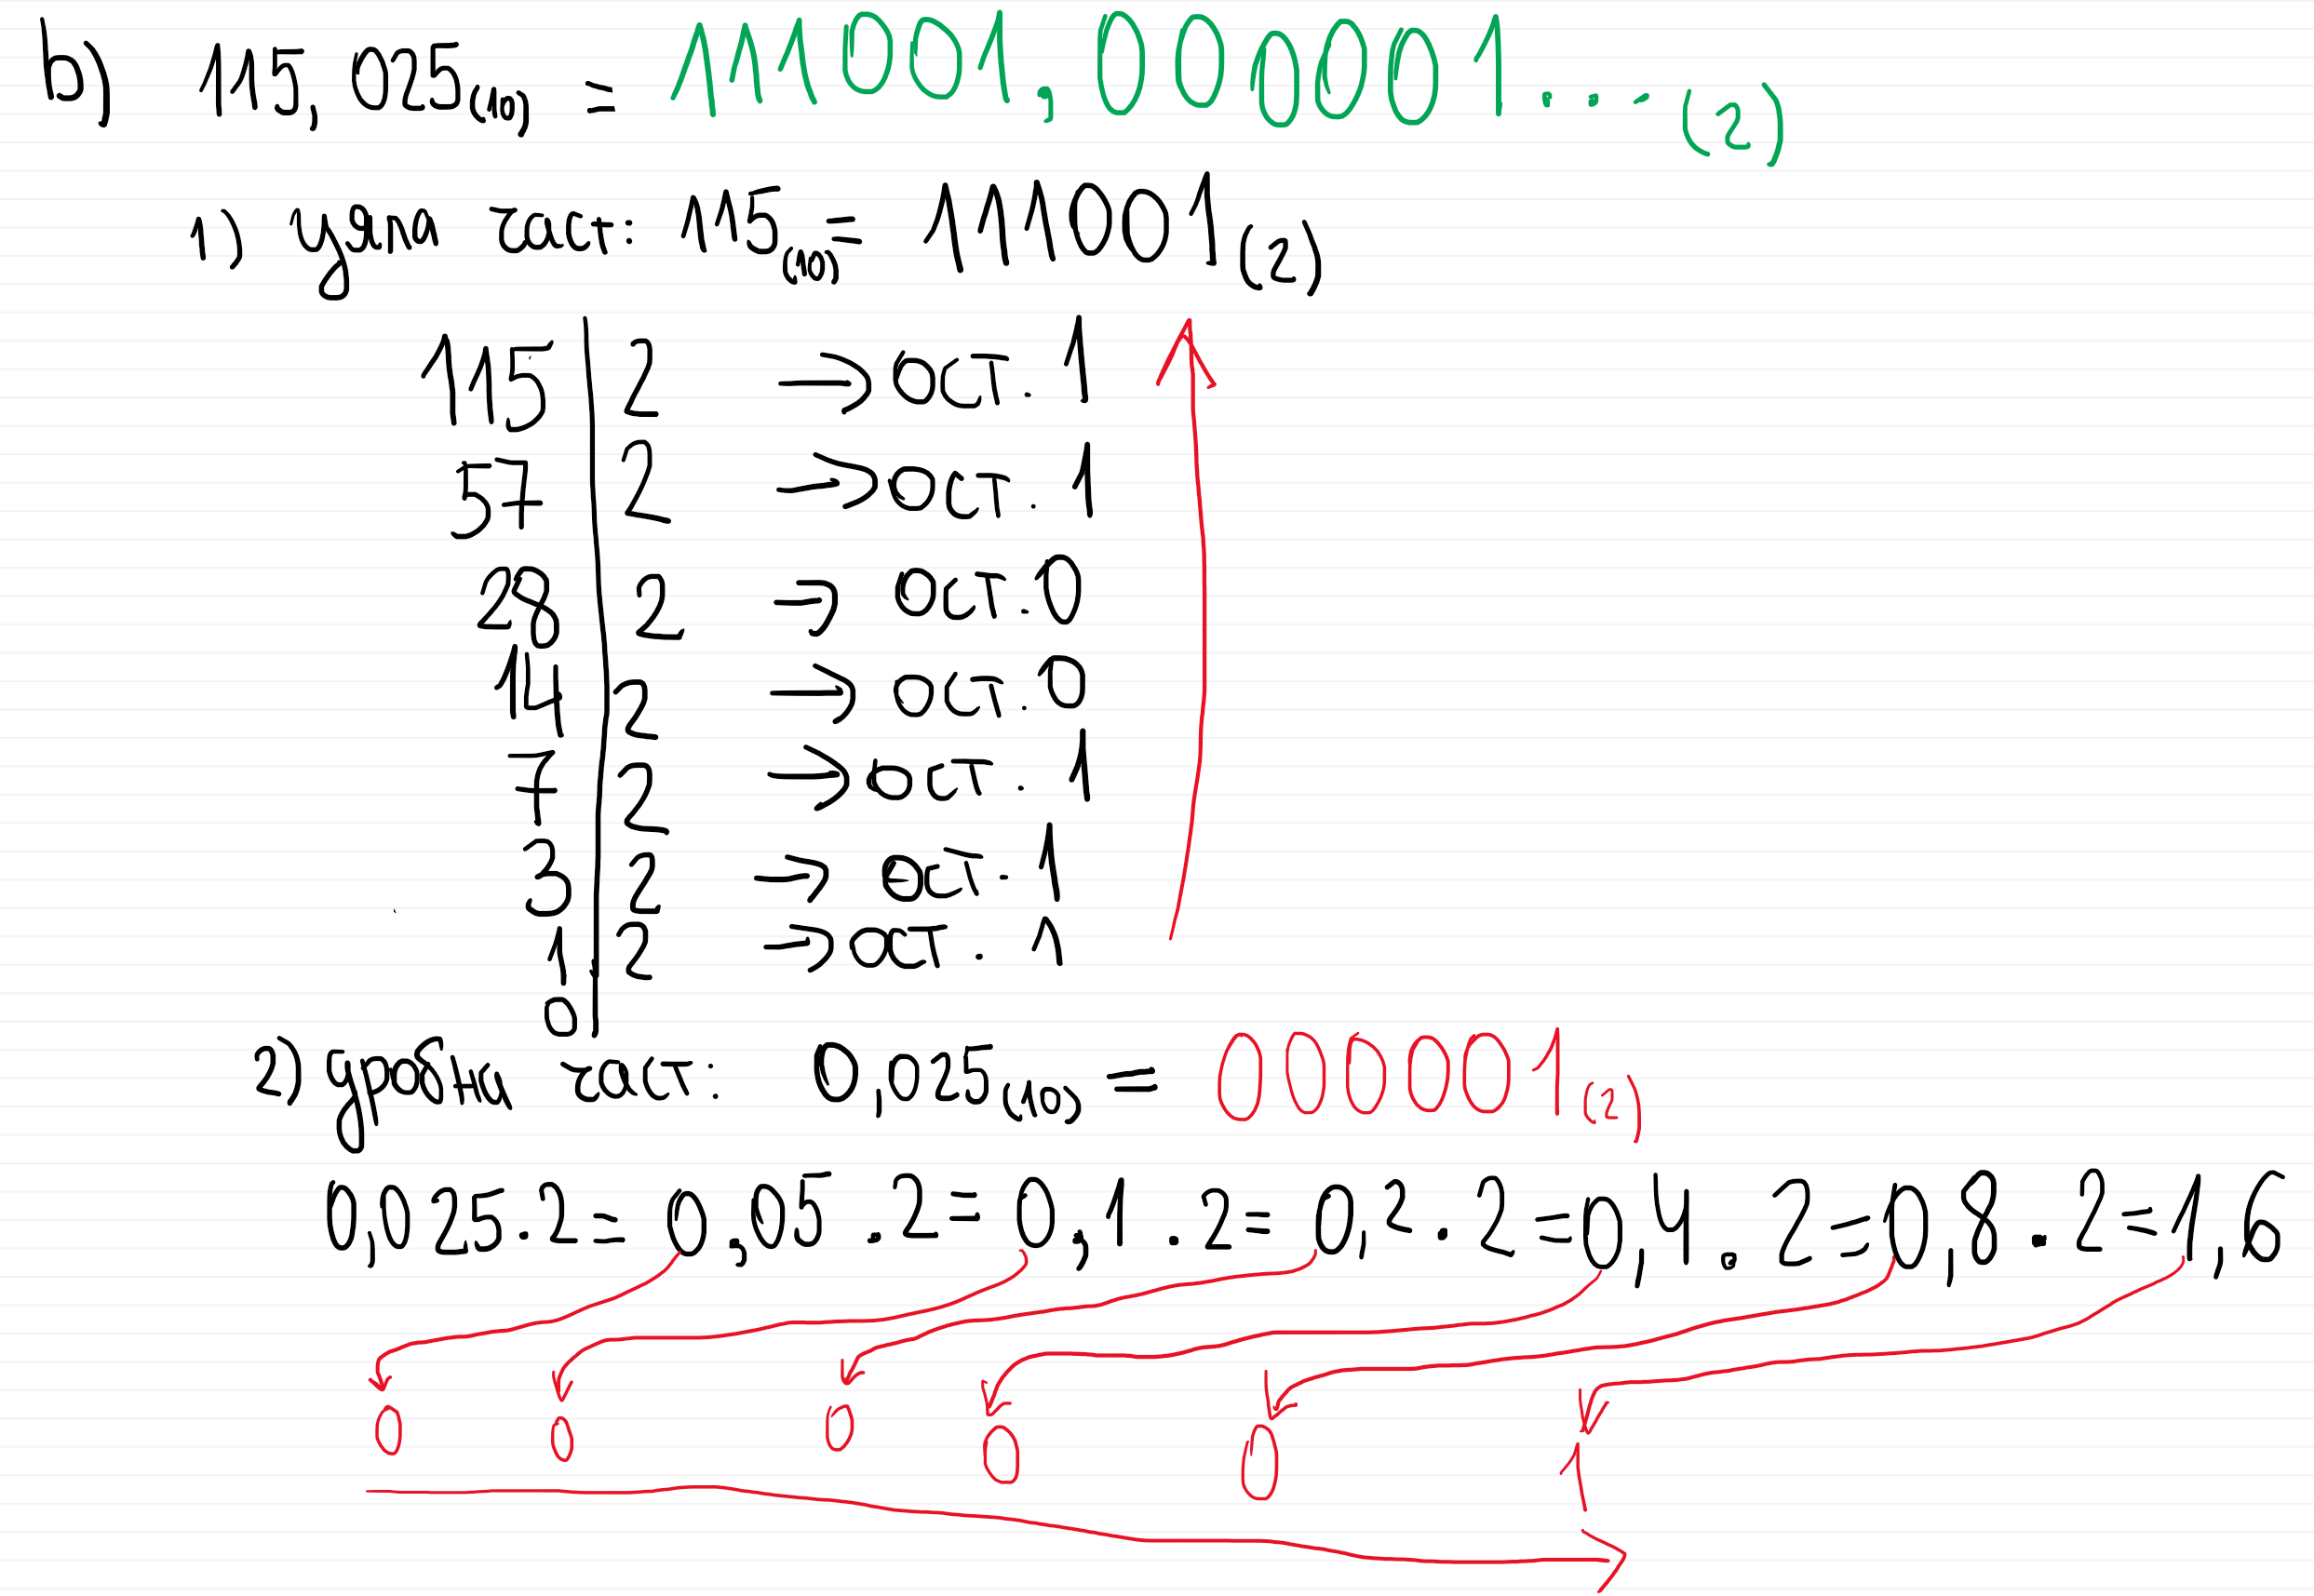 b) 115,025(10) = 111001,000001...(2)
1) цяла част: 115(10) = 111001(2)
115 2 → ост. 1
57 2 → ост. 1
28 2 → ост. 0
14 2 → ост. 0
7 2 → ост. 1
3 2 → ост. 1
1 2 → ост. 1
0
2) дробна част: 0,025(10) = 000001(2)
0,025.2=0,05.2=0,1.2=0,2.2=0,4.2=0,8.2=1,6
0 0 0 0 0 1